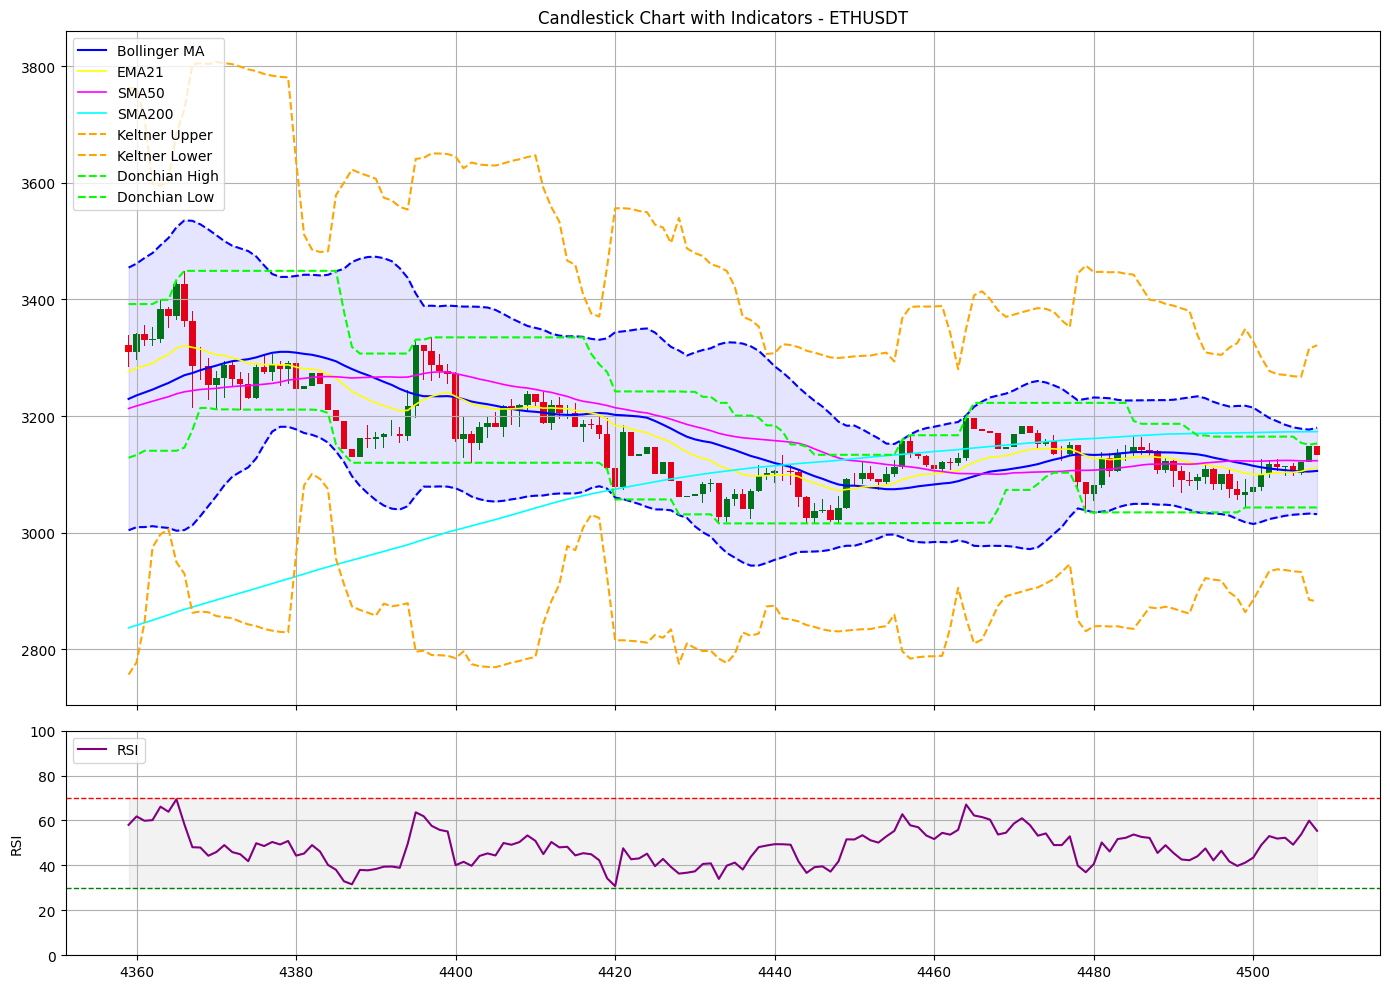 Candlestick Chart with Indicators - ETHUSDT
Bollinger MA
EMA21
SMA50
SMA200
Keltner Upper
Keltner Lower
Donchian High
Donchian Low
3800
3600
3400
3200
3000
2800
RSI
100
80
60
40
20
0
RSI
4360
4380
4400
4420
4440
4460
4480
4500